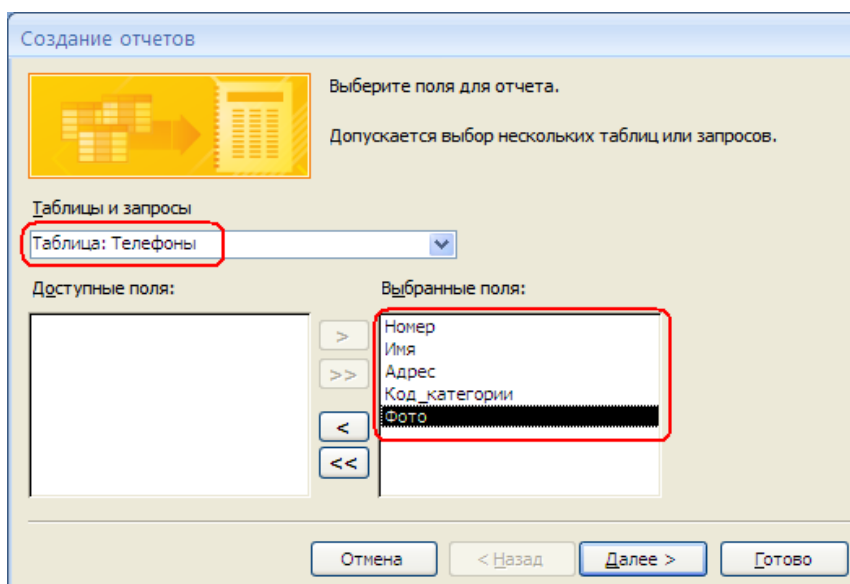 Создание отчетов
Выберите поля для отчета.
Допускается выбор нескольких таблиц или запросов.
Таблицы и запросы
Таблица: Телефоны
Доступные поля:
Выбранные поля:
>
>>
<
<<
Номер
Имя
Адрес
Код_категории
Фото
Отмена
< Назад
Далее >
Готово